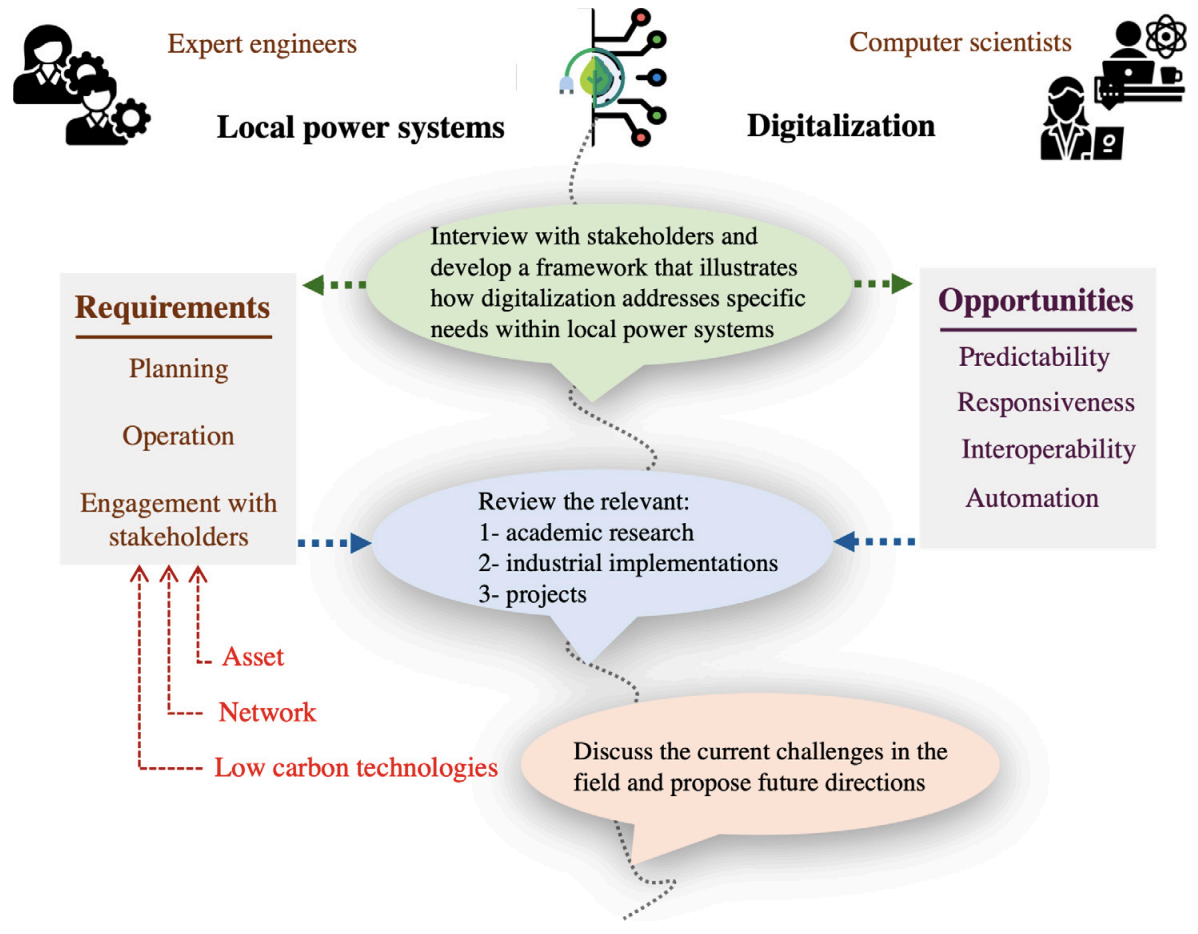 Expert engineers
Computer scientists
Local power systems
Digitalization
Interview with stakeholders and
develop a framework that illustrates
how digitalization addresses specific
needs within local power systems
Requirements
Planning
Operation
Engagement with
stakeholders
Opportunities
Predictability
Responsiveness
Interoperability
Automation
Review the relevant:
1- academic research
2- industrial implementations
3- projects
Asset
Network
Low carbon technologies
Discuss the current challenges in the
field and propose future directions